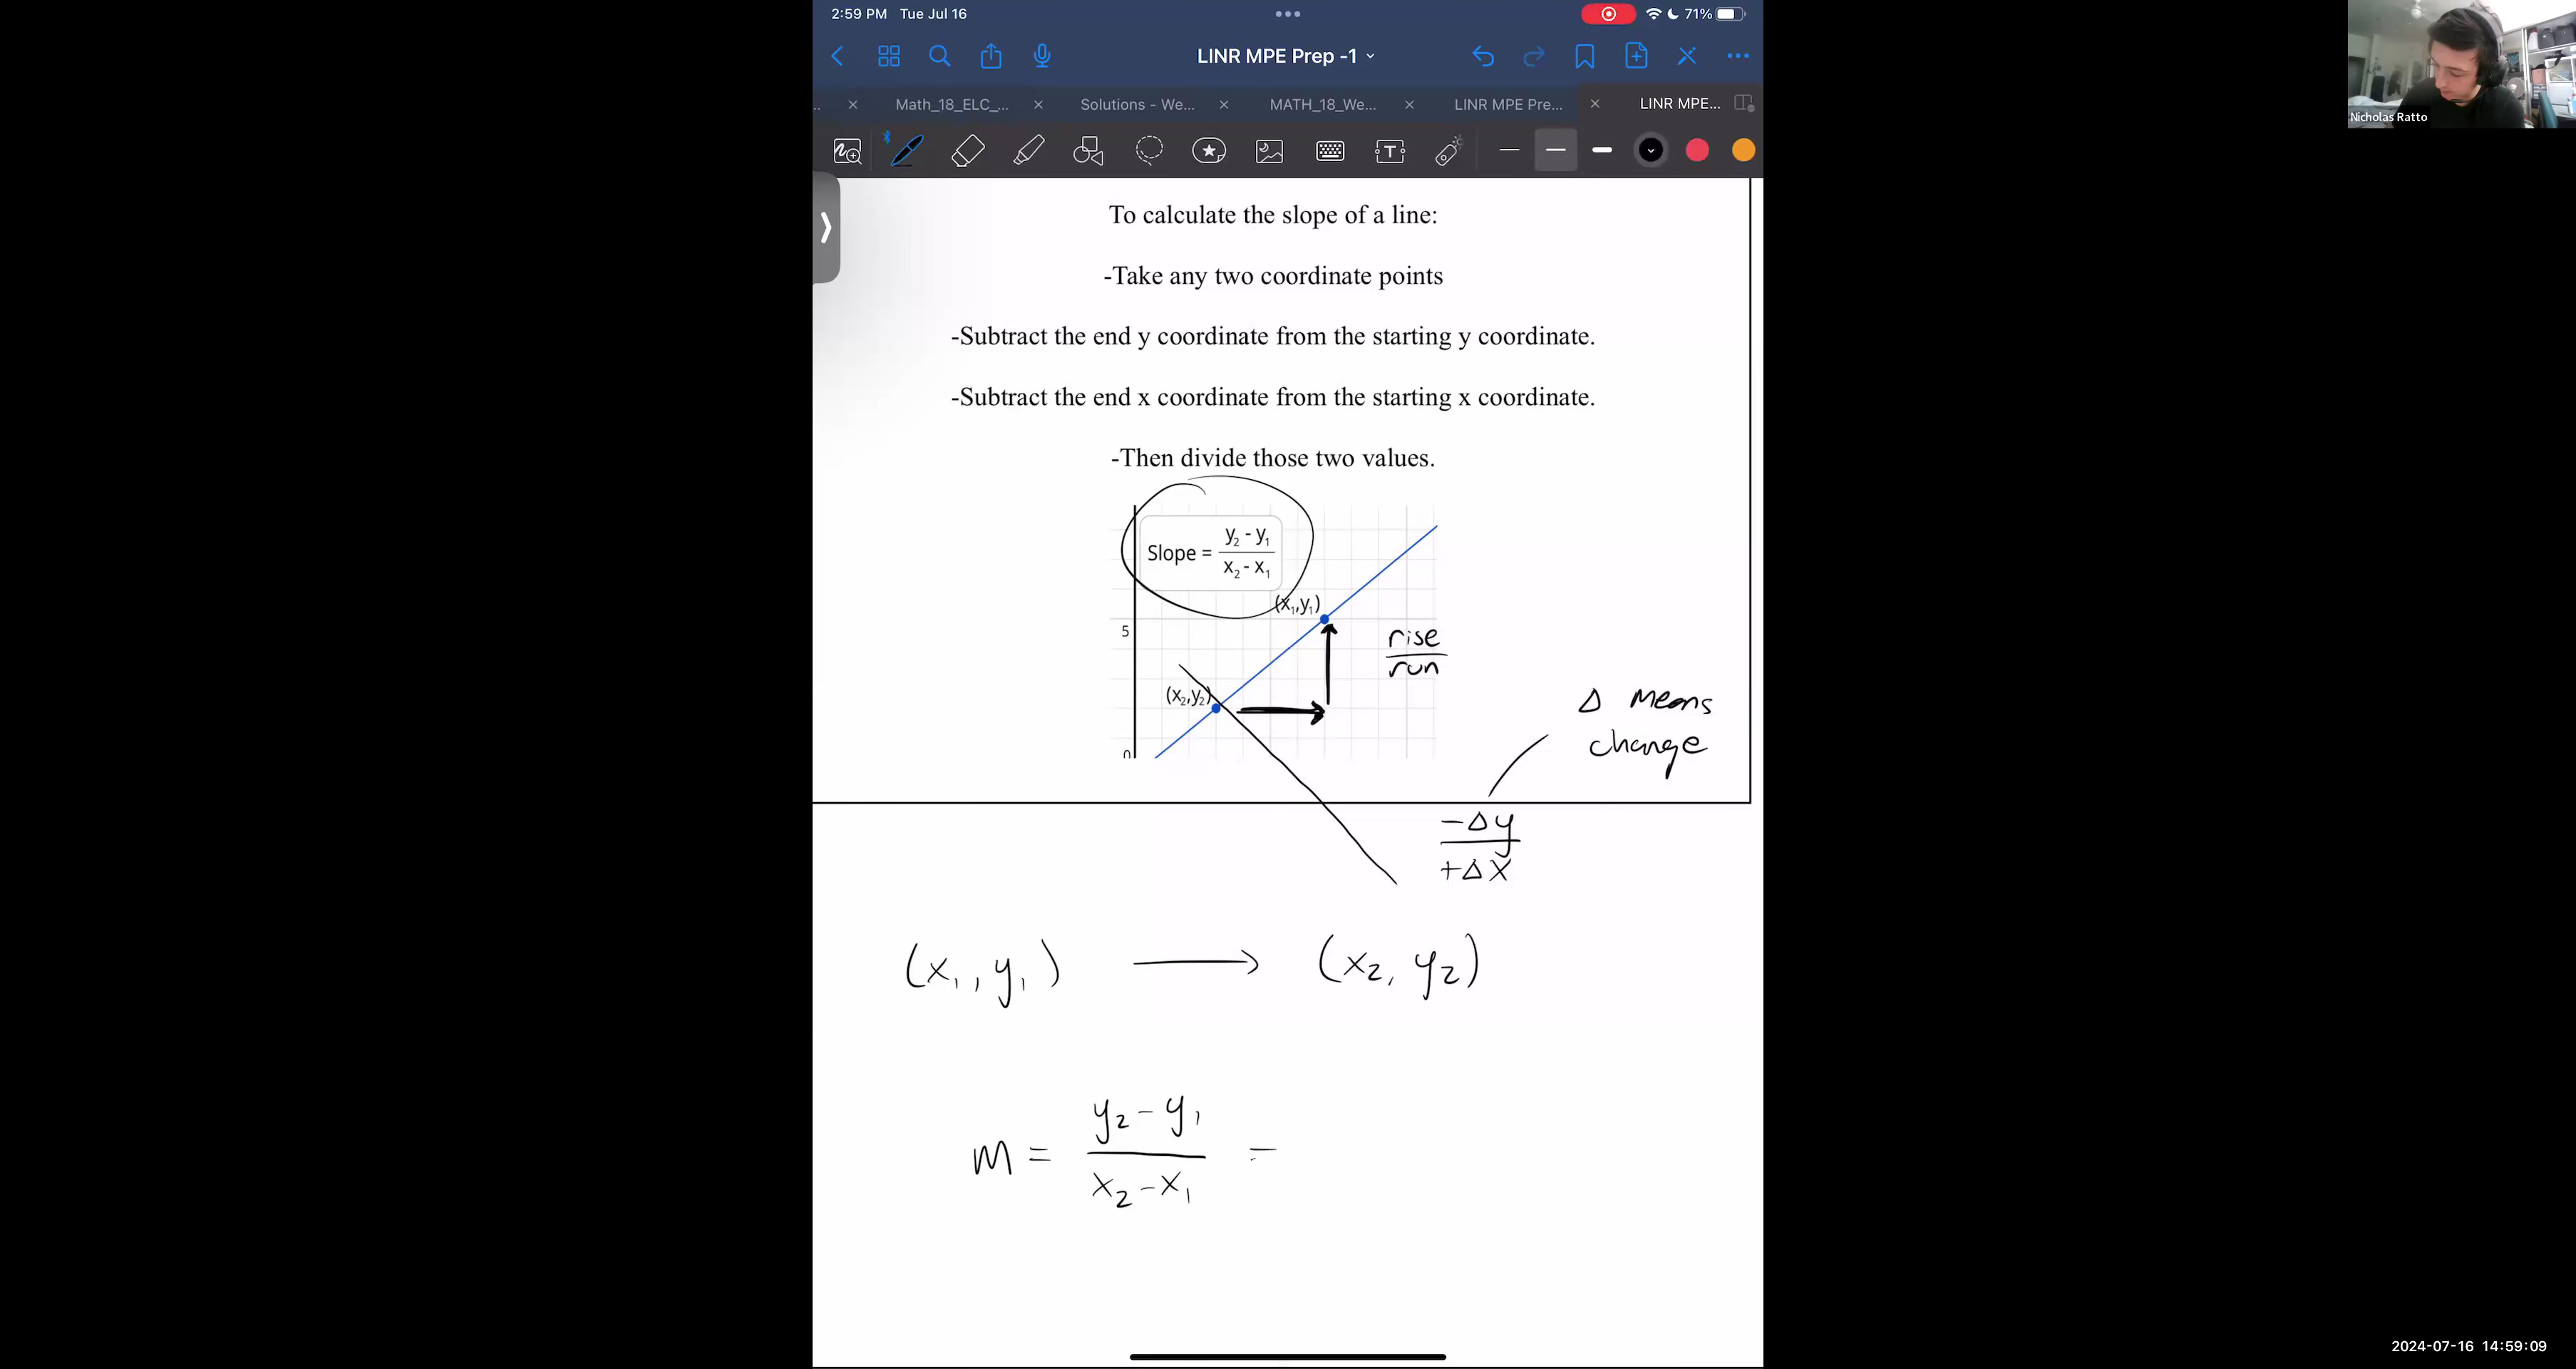 2:59 PM Tue Jul 16
71%
LINR MPE Prep -1
Math_18_ELC_...
Solutions - We...
MATH_18_We...
LINR MPE Pre...
LINR MPE...
Nicholas Ratto
To calculate the slope of a line:
-Take any two coordinate points
-Subtract the end y coordinate from the starting y coordinate.
-Subtract the end x coordinate from the starting x coordinate.
-Then divide those two values.
Slope = (y₂ - y₁)/(x₂ - x₁)
(x₁,y₁)
5
rise
run
(x₂,y₂)
0
Δ means
change
-Δy
+Δx
(x₁, y₁) → (x₂, y₂)
m = (y₂ - y₁)/(x₂ - x₁) =
2024-07-16 14:59:09